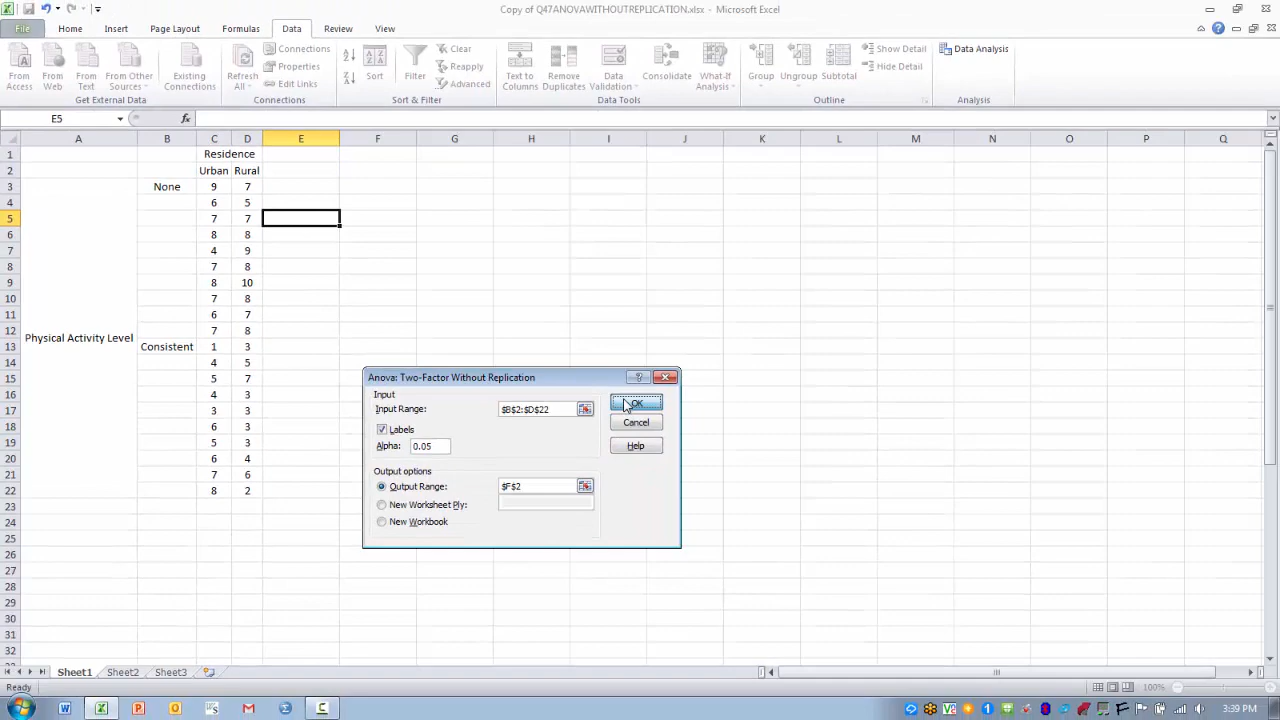 Copy of Q47ANOVAWITHOUTREPLICATION.xlsx - Microsoft Excel
File Home Insert Page Layout Formulas Data Review View
From Access
From Web
From Text
From Other Sources
Existing Connections
Get External Data
Refresh All
Connections
Properties
Edit Links
Connections
Sort
Filter
Clear
Reapply
Advanced
Sort & Filter
Text to Columns
Remove Duplicates
Data Validation
Consolidate
What-If Analysis
Data Tools
Group
Ungroup
Subtotal
Show Detail
Hide Detail
Outline
Data Analysis
Analysis
E5 fx
A B C D E F G H I J K L M N O P Q
1 Residence
2 Urban Rural
3 None 9 7
4 6 5
5 7 7
6 8 8
7 4 9
8 7 8
9 8 10
10 7 8
11 6 7
12 7 8
Physical Activity Level
13 Consistent 1 3
14 4 5
15 5 7
16 4 3
17 3 3
18 6 3
19 5 3
20 6 4
21 7 6
22 8 2
23
24
25
26
27
28
29
30
31
32
Anova: Two-Factor Without Replication
Input
Input Range: $B$2:$D$22
Labels
Alpha: 0.05
Output options
Output Range: $F$2
New Worksheet Ply:
New Workbook
OK
Cancel
Help
Sheet1 Sheet2 Sheet3
Ready 100%
3:39 PM